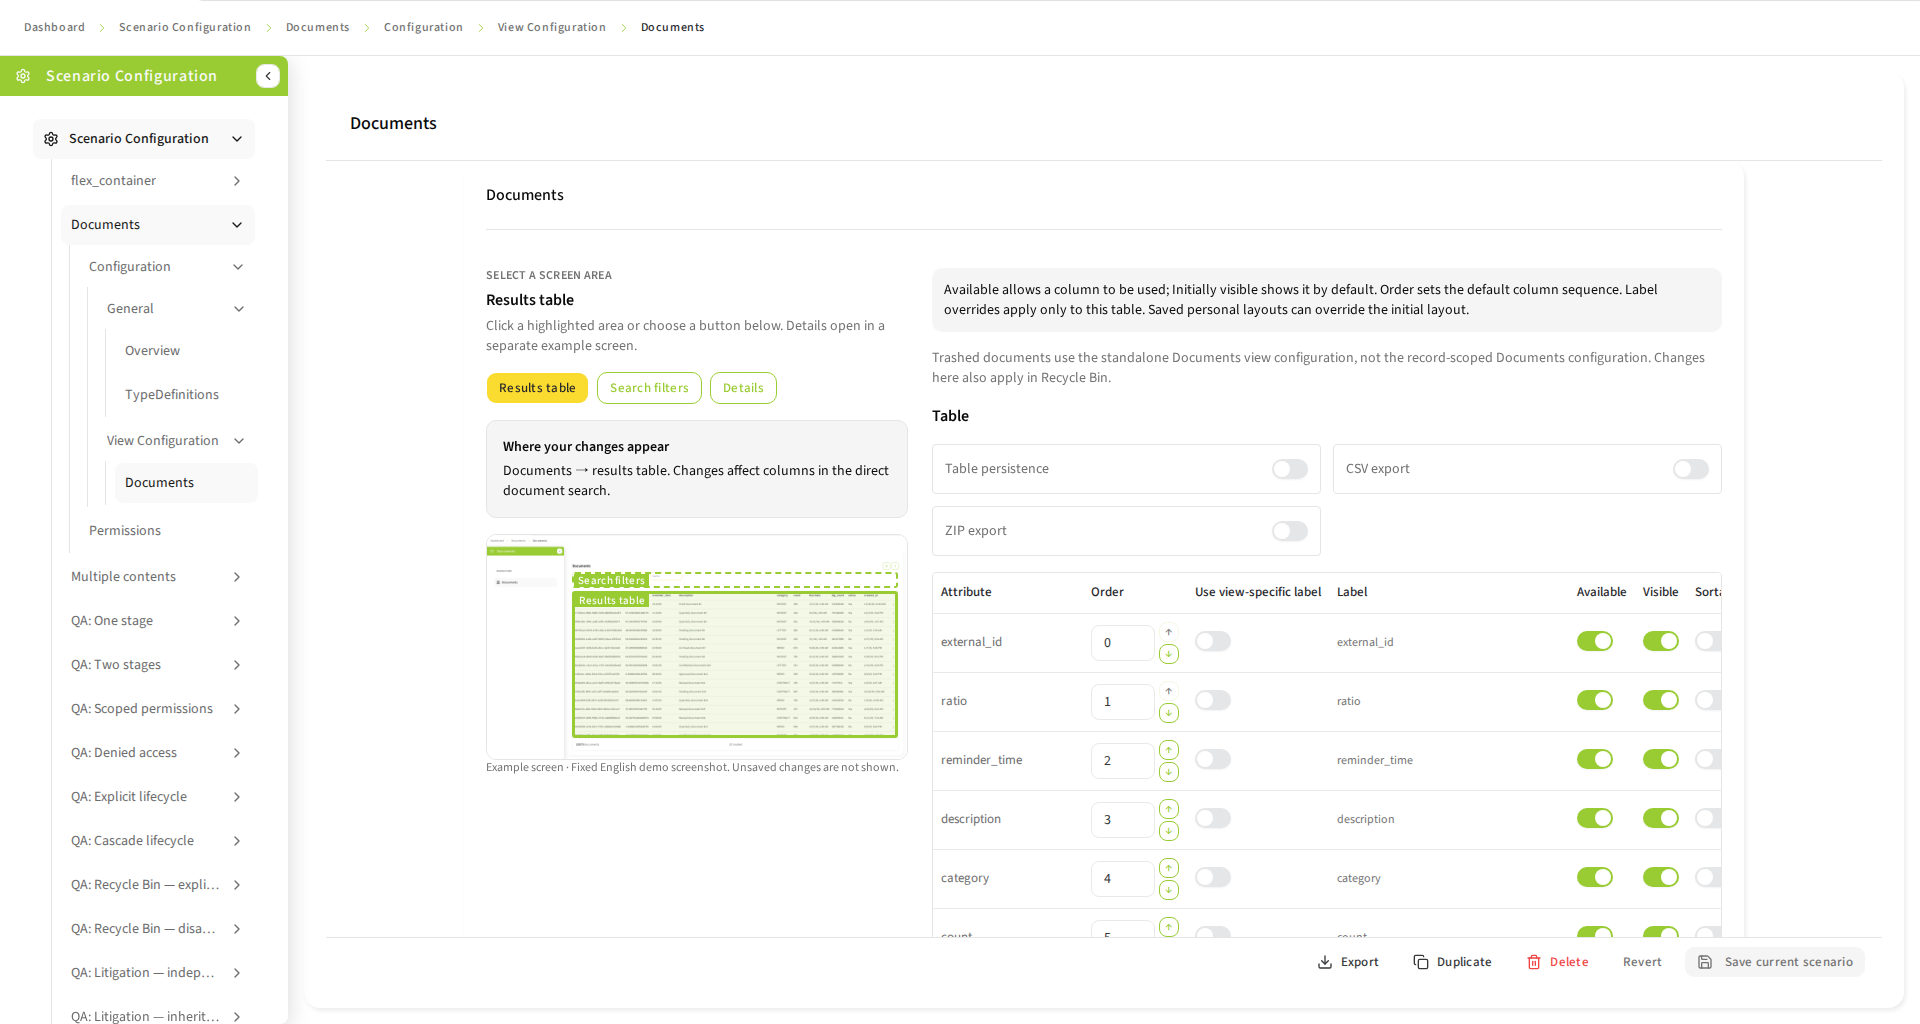 Dashboard > Scenario Configuration > Documents > Configuration > View Configuration > Documents
Scenario Configuration
Scenario Configuration
flex_container
Documents
Configuration
General
Overview
TypeDefinitions
View Configuration
Documents
Permissions
Multiple contents
QA: One stage
QA: Two stages
QA: Scoped permissions
QA: Denied access
QA: Explicit lifecycle
QA: Cascade lifecycle
QA: Recycle Bin — expli...
QA: Recycle Bin — disa...
QA: Litigation — indep...
QA: Litigation — inherit...
Documents
Documents
SELECT A SCREEN AREA
Results table
Click a highlighted area or choose a button below. Details open in a
separate example screen.
Results table
Search filters
Details
Where your changes appear
Documents → results table. Changes affect columns in the direct
document search.
Search filters
Results table
Example screen · Fixed English demo screenshot. Unsaved changes are not shown.
Available allows a column to be used; Initially visible shows it by default. Order sets the default column sequence. Label
overrides apply only to this table. Saved personal layouts can override the initial layout.
Trashed documents use the standalone Documents view configuration, not the record-scoped Documents configuration. Changes
here also apply in Recycle Bin.
Table
Table persistence
CSV export
ZIP export
Attribute Order Use view-specific label Label Available Visible
external_id 0 external_id
ratio 1 ratio
reminder_time 2 reminder_time
description 3 description
category 4 category
count 5 count
Export
Duplicate
Delete
Revert
Save current scenario